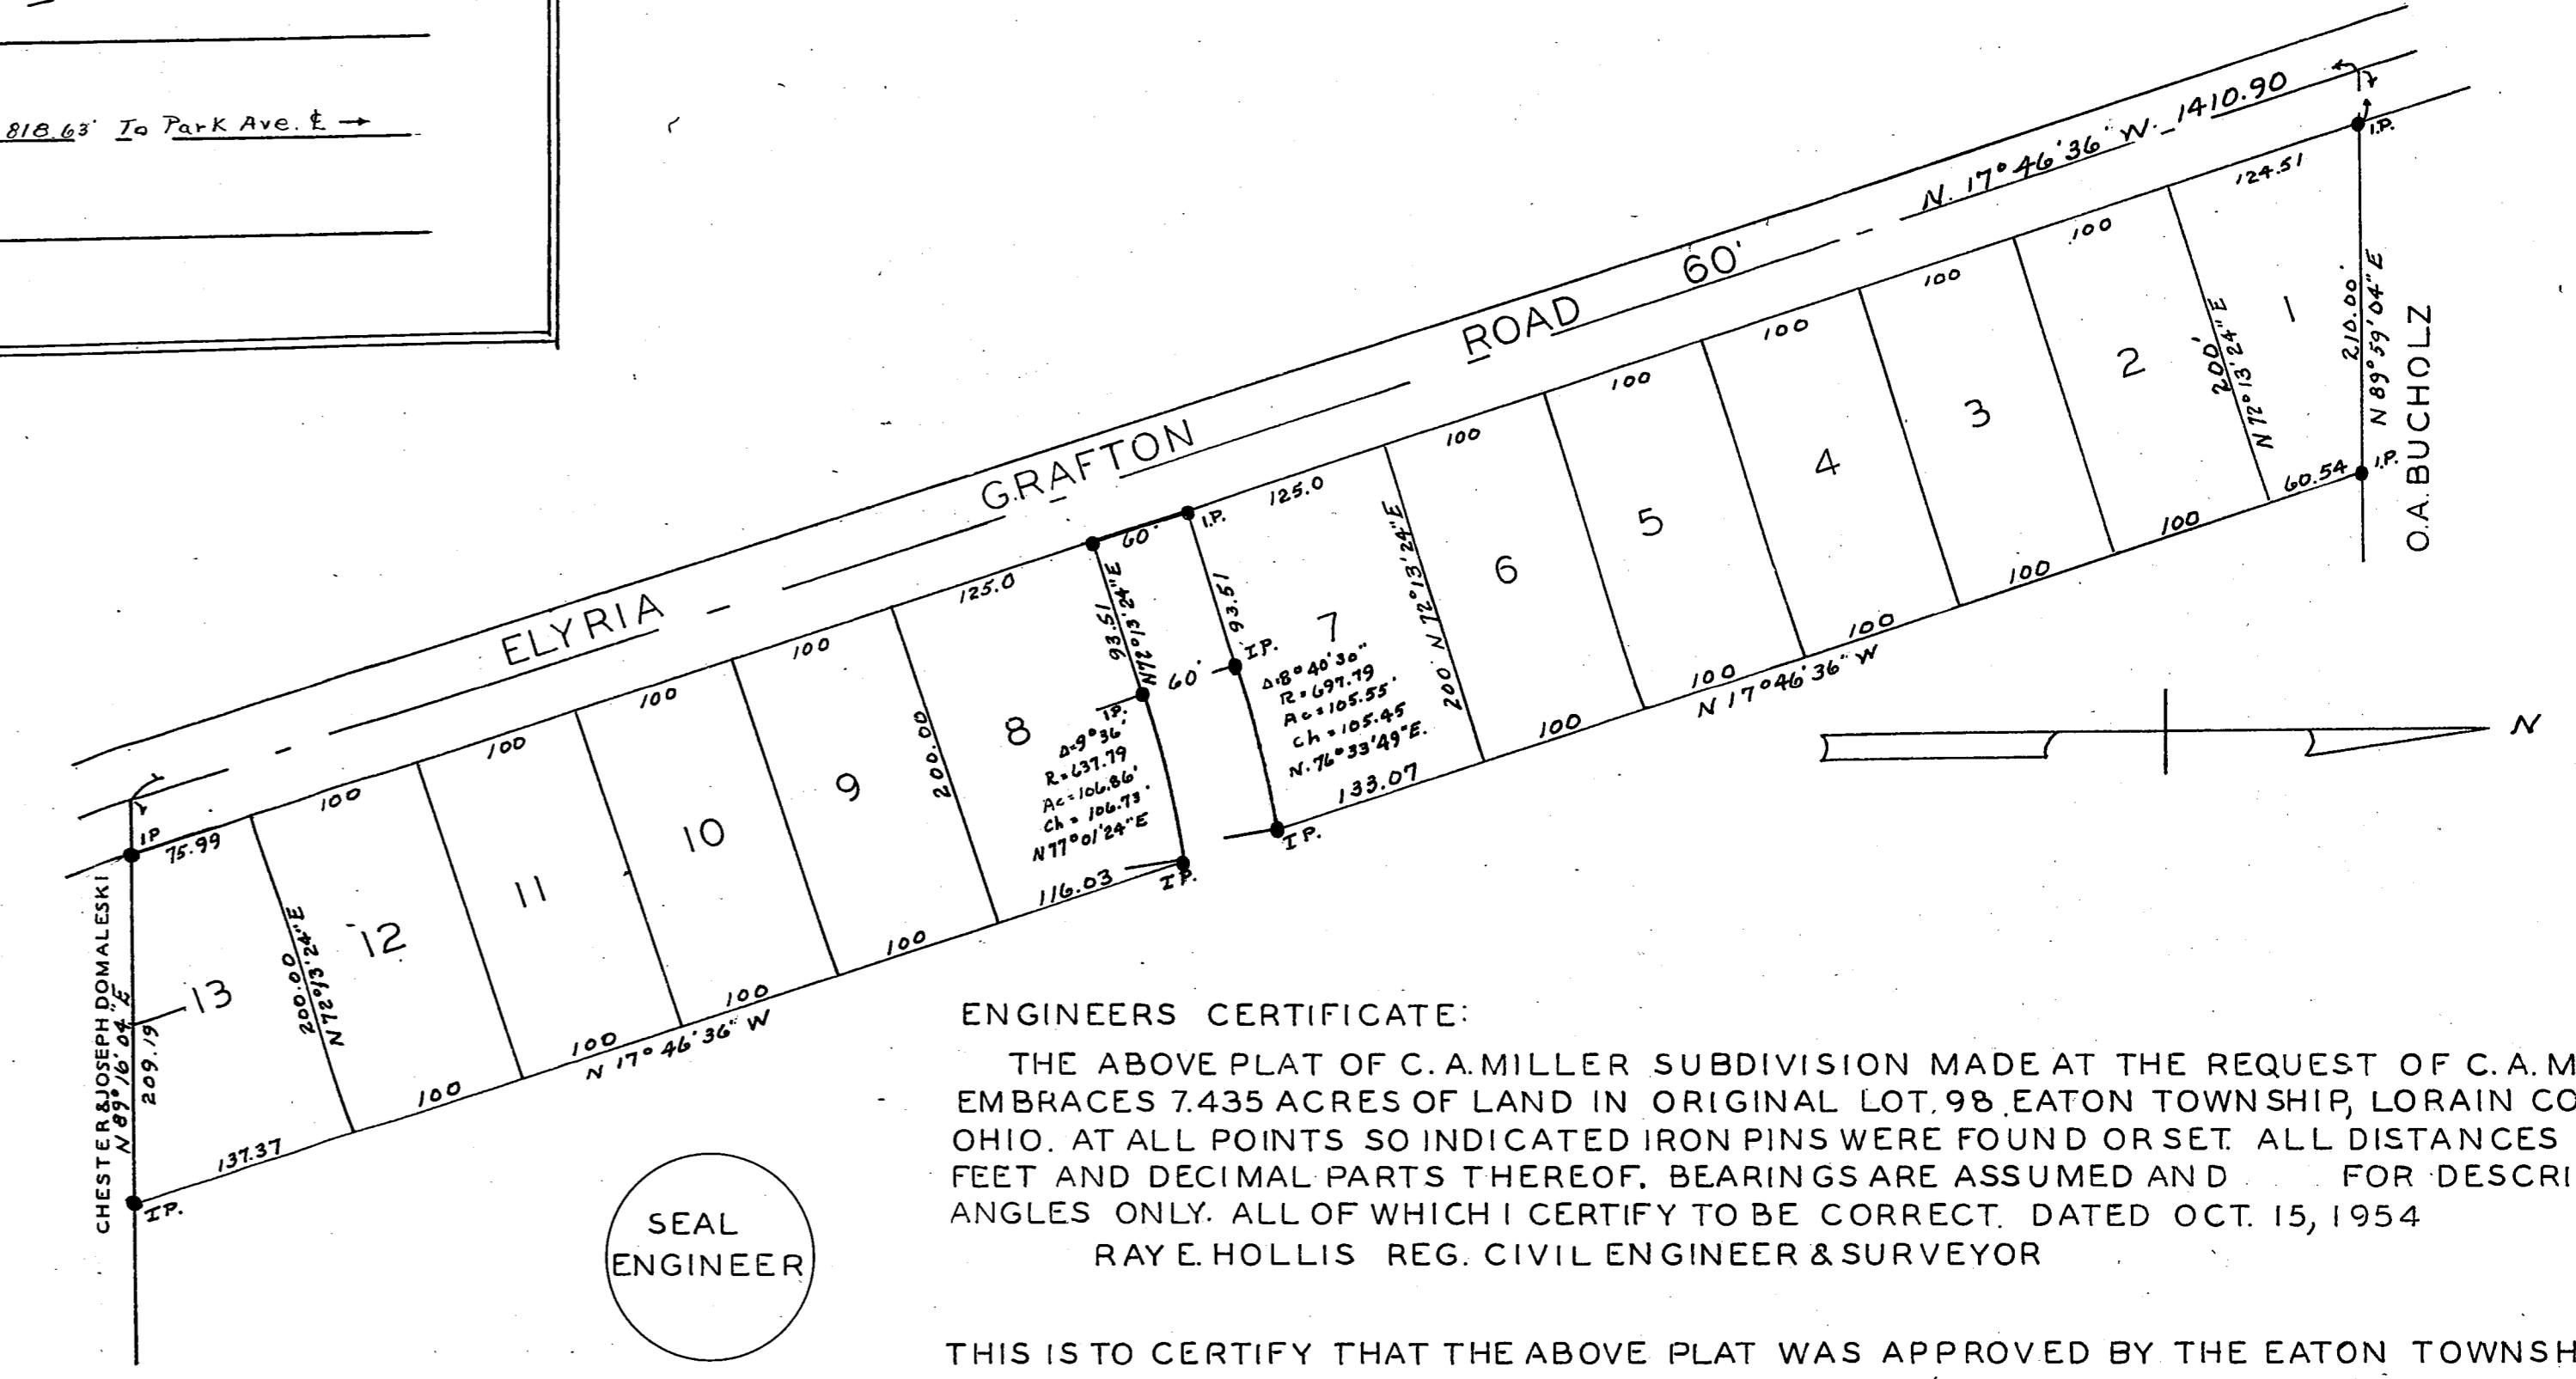 818.63' To Park Ave. ℄ →
N. 17° 46' 36" W. 1410.90
ELYRIA GRAFTON ROAD 60'
I.P.
124.51
100
100
100
100
100
125.0
I.P.
60'
125.0
100
100
100
100
75.99
IP
1
2
3
4
5
6
7
8
9
10
11
12
13
210.00'
N 89° 59' 04" E
O.A. BUCHOLZ
200'
N 72° 13' 24" E
I.P.
60.54
100
100
100
100
100
N 17° 46' 36" W
133.07
I.P.
200' N 72° 13' 24" E
93.51
I.P.
Δ=8° 40' 30"
R=697.79
Ac=105.55'
ch=105.45
N. 76° 33' 49" E.
93.51
N 72° 13' 24" E
60'
I.P.
Δ=9° 36'
R=637.79
Ac=106.86'
Ch=106.73'
N 77° 01' 24" E
116.03
I.P.
200.00
100
100
100
100
N 17° 46' 36" W
137.37
I.P.
200.00
N 72° 13' 24" E
CHESTER & JOSEPH DOMALESKI
N 89° 16' 04" E
209.19
N
SEAL
ENGINEER
ENGINEERS CERTIFICATE:
THE ABOVE PLAT OF C. A. MILLER SUBDIVISION MADE AT THE REQUEST OF C. A. M
EMBRACES 7.435 ACRES OF LAND IN ORIGINAL LOT. 98 EATON TOWNSHIP, LORAIN CO
OHIO. AT ALL POINTS SO INDICATED IRON PINS WERE FOUND OR SET. ALL DISTANCES
FEET AND DECIMAL PARTS THEREOF. BEARINGS ARE ASSUMED AND FOR DESCRI
ANGLES ONLY. ALL OF WHICH I CERTIFY TO BE CORRECT. DATED OCT. 15, 1954
RAY E. HOLLIS REG. CIVIL ENGINEER & SURVEYOR
THIS IS TO CERTIFY THAT THE ABOVE PLAT WAS APPROVED BY THE EATON TOWNSH